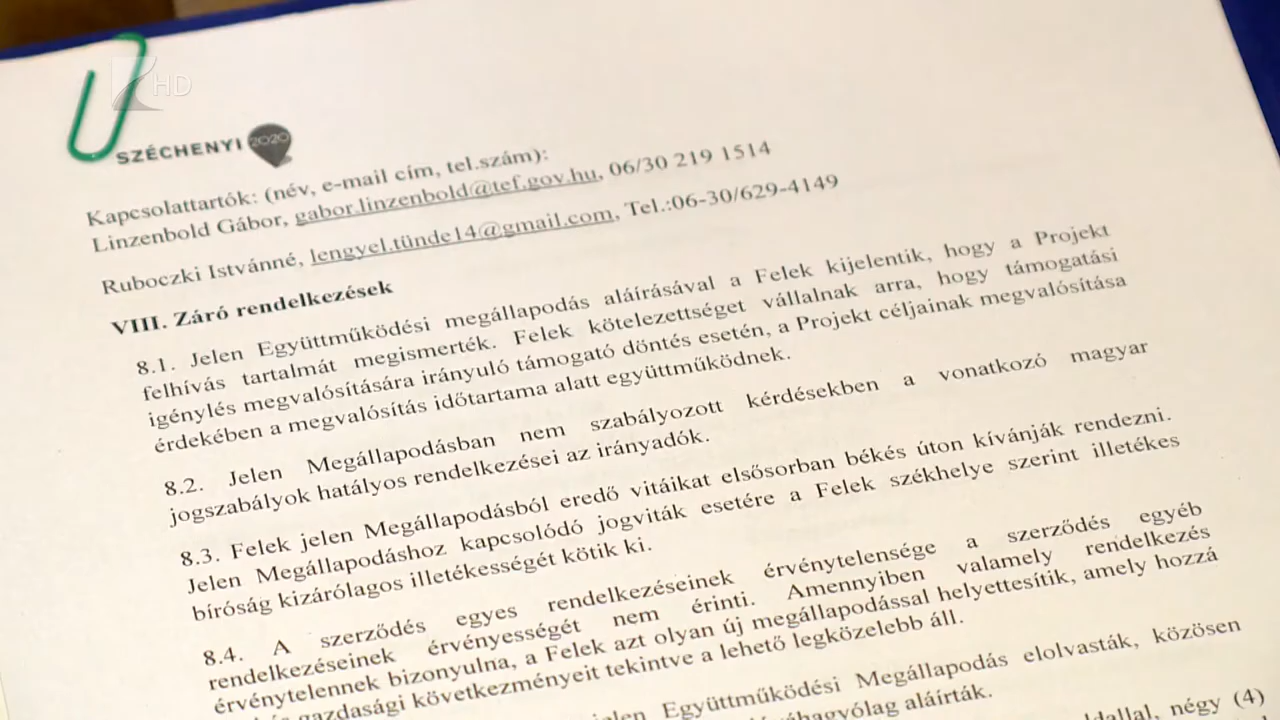 HD
SZÉCHENYI 2020
Kapcsolattartók: (név, e-mail cím, tel.szám):
Linzenbold Gábor, gabor.linzenbold@tef.gov.hu, 06/30 219 1514
Ruboczki Istvánné, lengyel.tünde14@gmail.com, Tel.:06-30/629-4149
VIII. Záró rendelkezések
8.1. Jelen Együttműködési megállapodás aláírásával a Felek kijelentik, hogy a Projekt
felhívás tartalmát megismerték. Felek kötelezettséget vállalnak arra, hogy támogatási
igénylés megvalósítására irányuló támogató döntés esetén, a Projekt céljainak megvalósítása
érdekében a megvalósítás időtartama alatt együttműködnek.
8.2. Jelen Megállapodásban nem szabályozott kérdésekben a vonatkozó magyar
jogszabályok hatályos rendelkezései az irányadók.
8.3. Felek jelen Megállapodásból eredő vitáikat elsősorban békés úton kívánják rendezni.
Jelen Megállapodáshoz kapcsolódó jogviták esetére a Felek székhelye szerint illetékes
bíróság kizárólagos illetékességét kötik ki.
8.4. A szerződés egyes rendelkezéseinek érvénytelensége a szerződés egyéb
rendelkezéseinek érvényességét nem érinti. Amennyiben valamely rendelkezés
érvénytelennek bizonyulna, a Felek azt olyan új megállapodással helyettesítik, amely hozzá
gazdasági következményeit tekintve a lehető legközelebb áll.
Együttműködési Megállapodás elolvasták, közösen
aláírták.
négy (4)